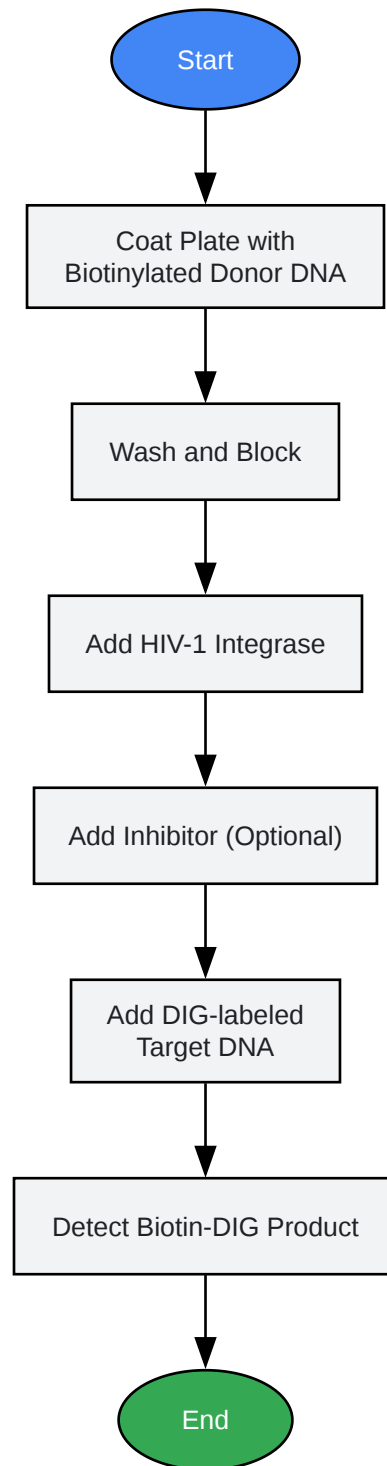 Start
Coat Plate with
Biotinylated Donor DNA
Wash and Block
Add HIV-1 Integrase
Add Inhibitor (Optional)
Add DIG-labeled
Target DNA
Detect Biotin-DIG Product
End